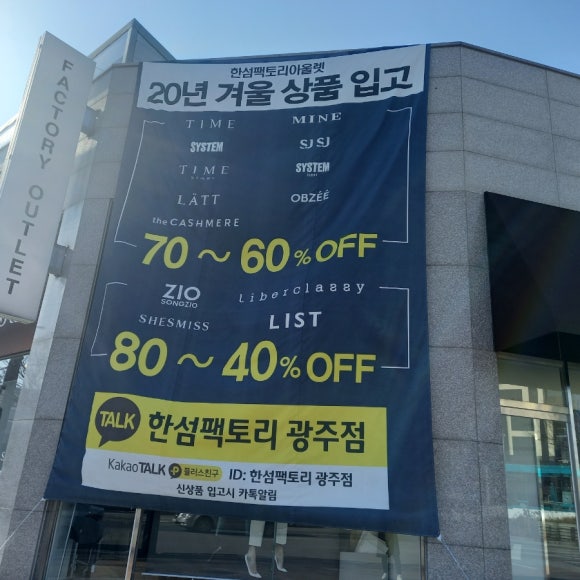 FACTORY OUTLET
한섬팩토리아울렛
20년 겨울 상품 입고
TIME MINE
SYSTEM SJSJ
TIME SYSTEM
LÄTT OBZÉÉ
the CASHMERE
70 ~ 60% OFF
ZIO SONGZIO liberclassy
SHESMISS LIST
80 ~ 40% OFF
TALK 한섬팩토리 광주점
KakaoTALK 플러스친구 ID: 한섬팩토리 광주점
신상품 입고시 카톡알림